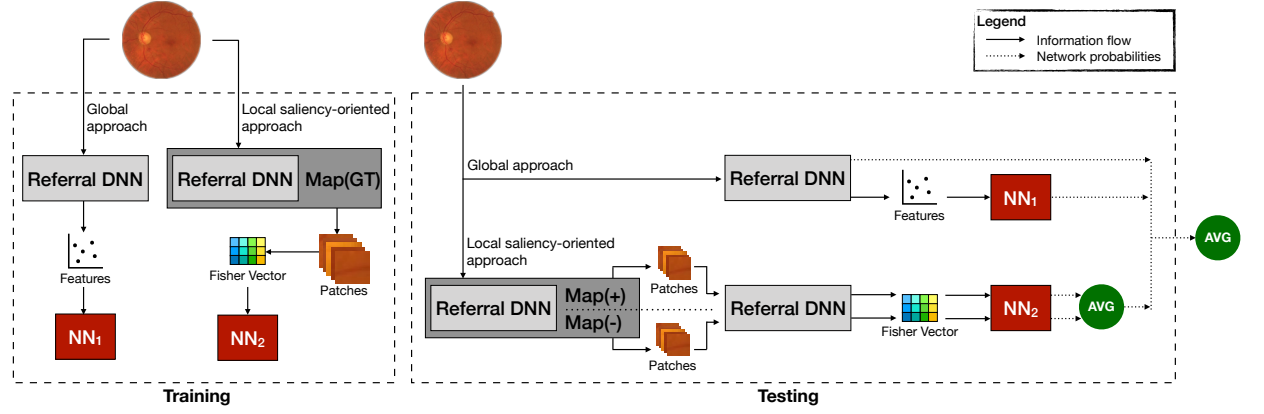 Legend
Information flow
Network probabilities
Global
approach
Local saliency-oriented
approach
Referral DNN
Referral DNN
Map(GT)
Features
Fisher Vector
Patches
NN₁
NN₂
Training
Global approach
Referral DNN
Features
NN₁
AVG
Local saliency-oriented
approach
Referral DNN
Map(+)
Map(-)
Patches
Patches
Referral DNN
Fisher Vector
NN₂
AVG
Testing